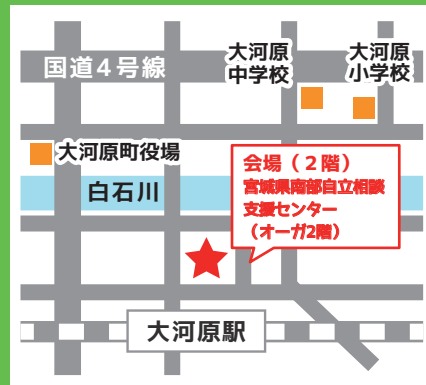 国道4号線
大河原
中学校
大河原
小学校
大河原町役場
白石川
会場（２階）
宮城県南部自立相談
支援センター
（オーガ2階）
大河原駅